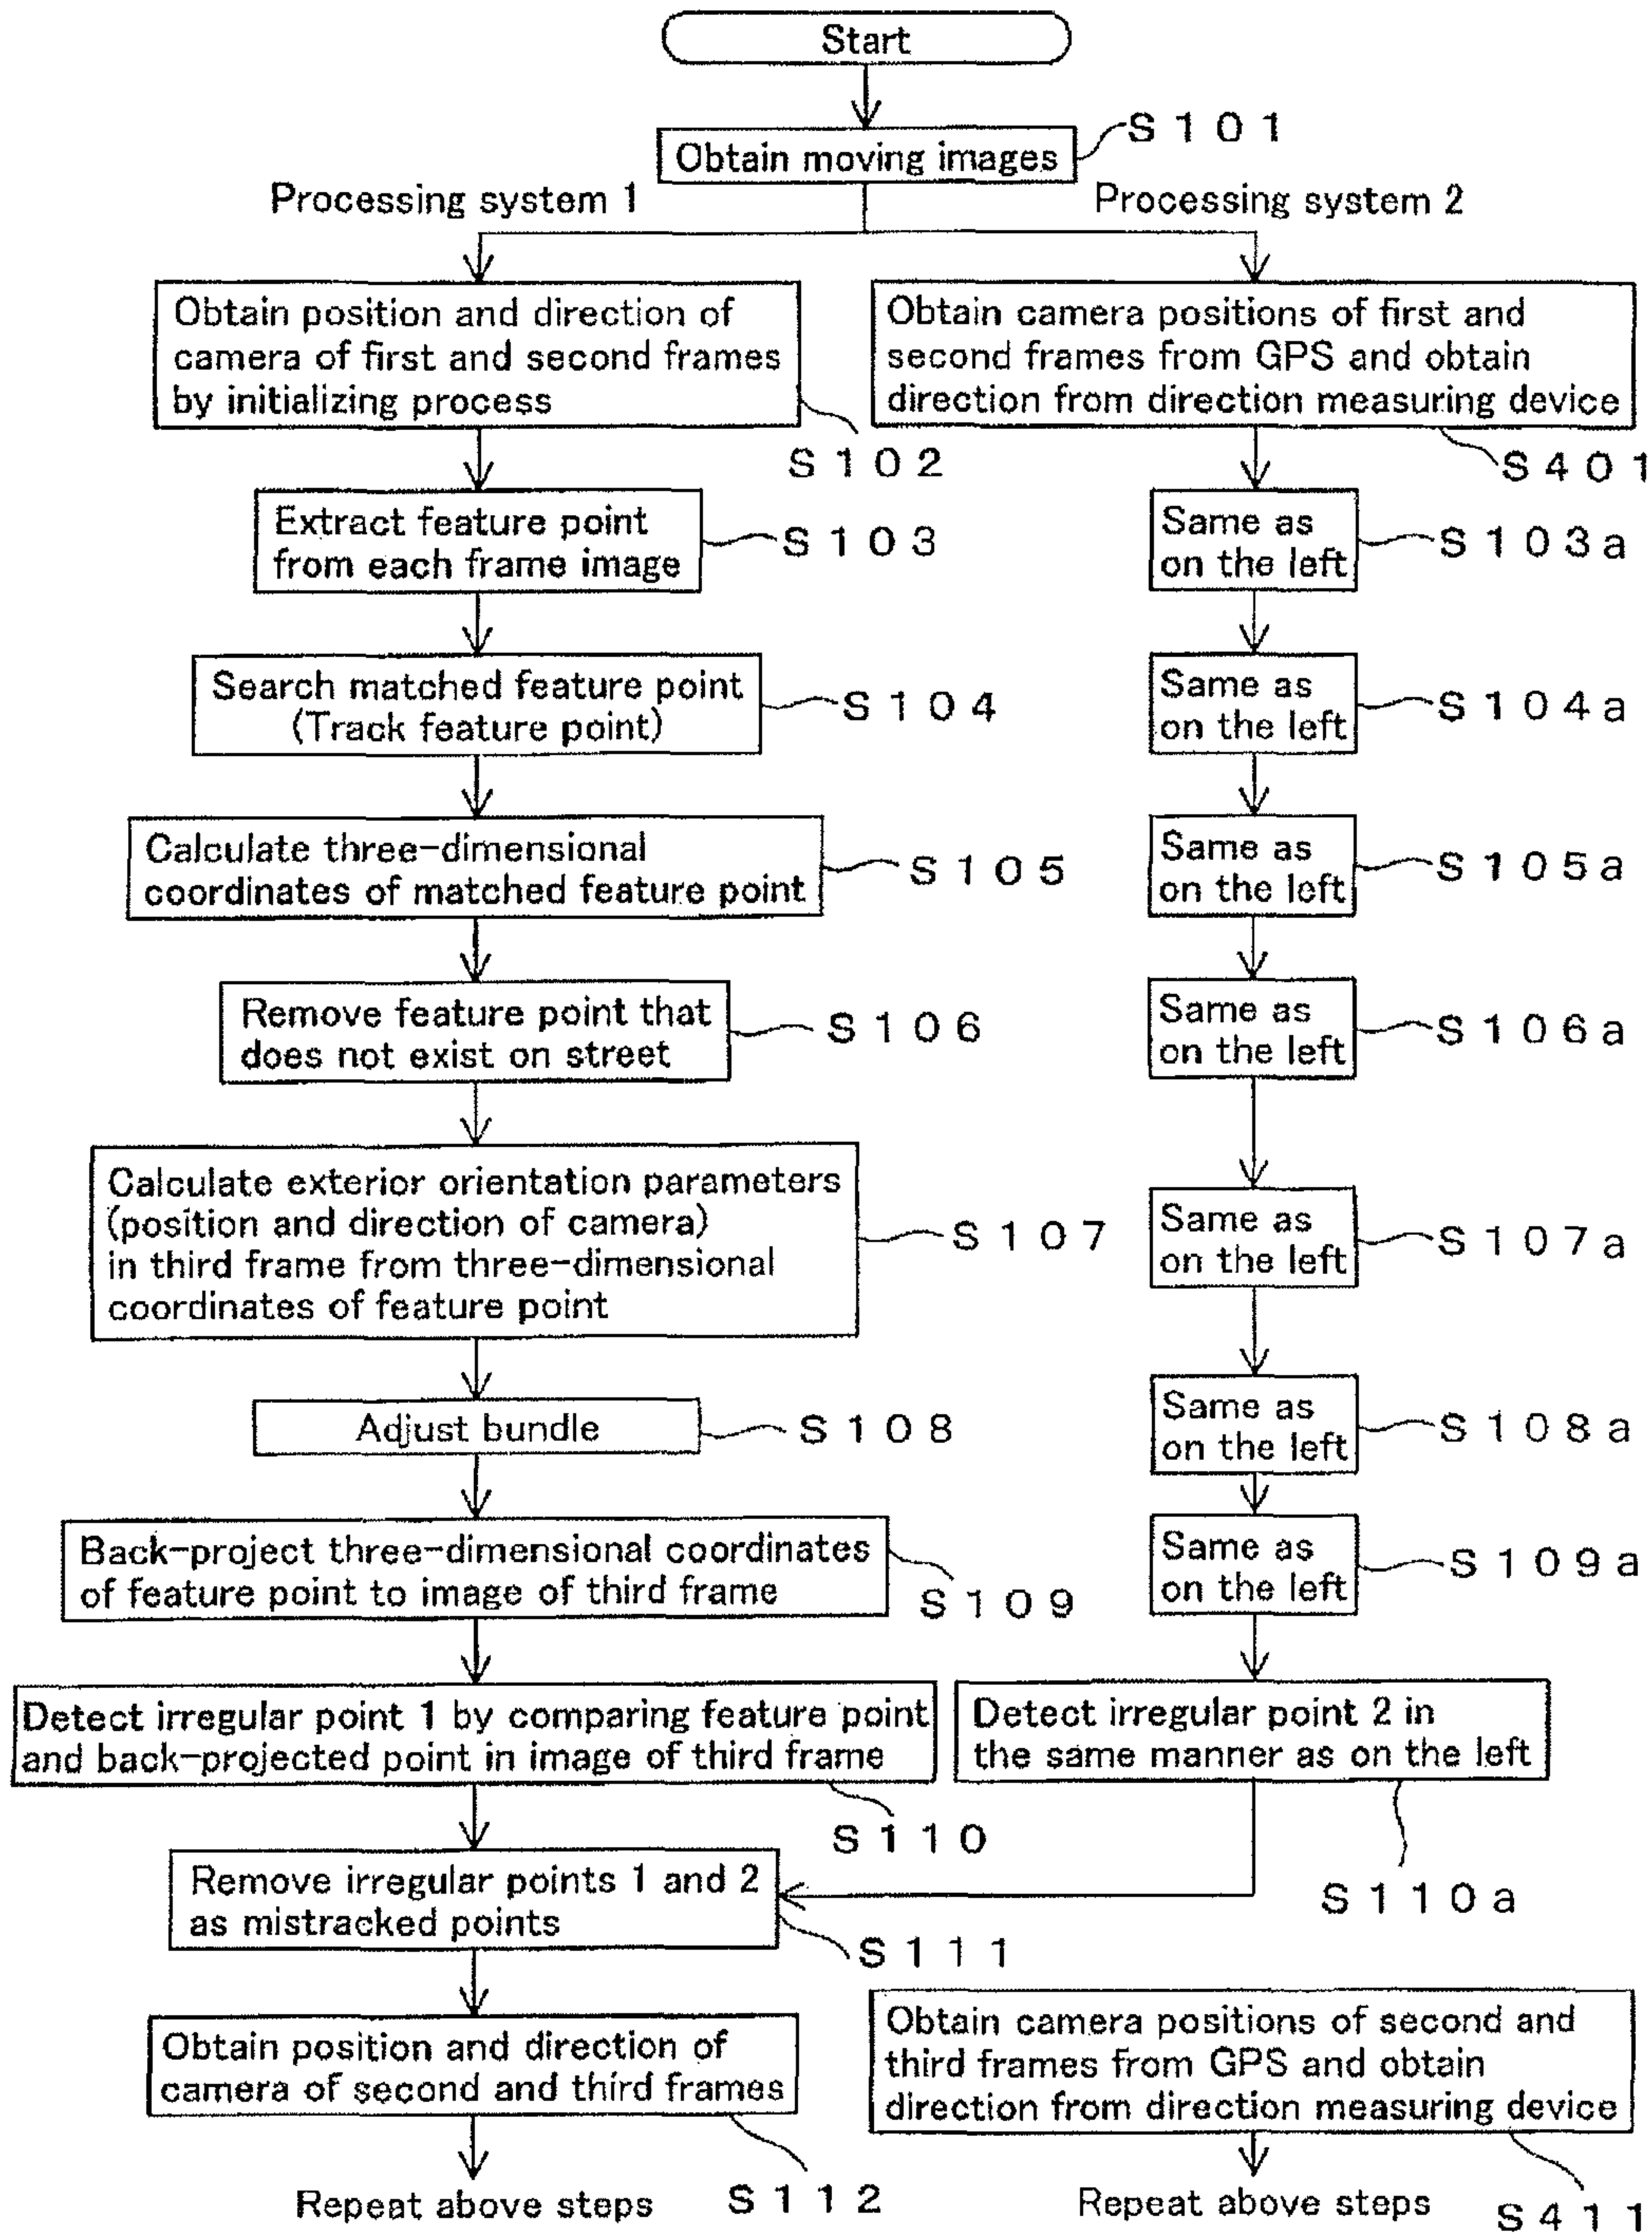 Start
Obtain moving images
S101
Processing system 1
Processing system 2
Obtain position and direction of
camera of first and second frames
by initializing process
S102
Obtain camera positions of first and
second frames from GPS and obtain
direction from direction measuring device
S401
Extract feature point
from each frame image
S103
Same as
on the left
S103a
Search matched feature point
(Track feature point)
S104
Same as
on the left
S104a
Calculate three-dimensional
coordinates of matched feature point
S105
Same as
on the left
S105a
Remove feature point that
does not exist on street
S106
Same as
on the left
S106a
Calculate exterior orientation parameters
(position and direction of camera)
in third frame from three-dimensional
coordinates of feature point
S107
Same as
on the left
S107a
Adjust bundle
S108
Same as
on the left
S108a
Back-project three-dimensional coordinates
of feature point to image of third frame
S109
Same as
on the left
S109a
Detect irregular point 1 by comparing feature point
and back-projected point in image of third frame
S110
Detect irregular point 2 in
the same manner as on the left
S110a
Remove irregular points 1 and 2
as mistracked points
S111
Obtain position and direction of
camera of second and third frames
S112
Obtain camera positions of second and
third frames from GPS and obtain
direction from direction measuring device
S411
Repeat above steps
Repeat above steps